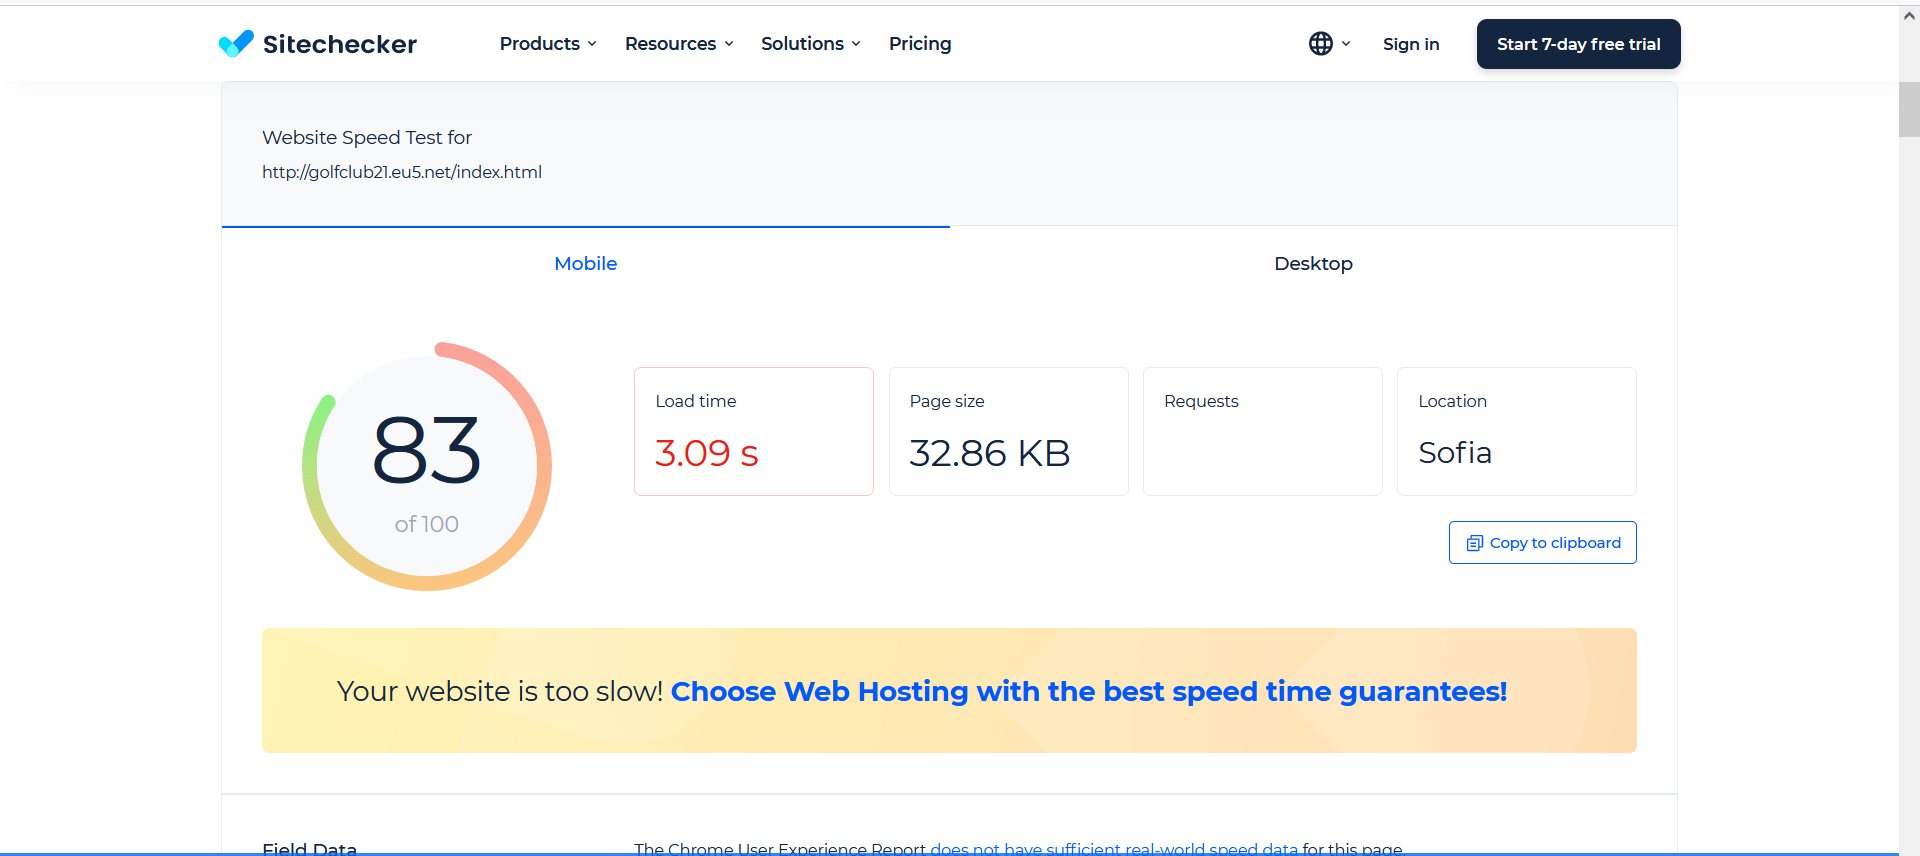 Sitechecker
Products
Resources
Solutions
Pricing
Sign in
Start 7-day free trial
Website Speed Test for
http://golfclub21.eu5.net/index.html
Mobile
Desktop
83
of 100
Load time
3.09 s
Page size
32.86 KB
Requests
Location
Sofia
Copy to clipboard
Your website is too slow! Choose Web Hosting with the best speed time guarantees!
Field Data
The Chrome User Experience Report does not have sufficient real-world speed data for this page.